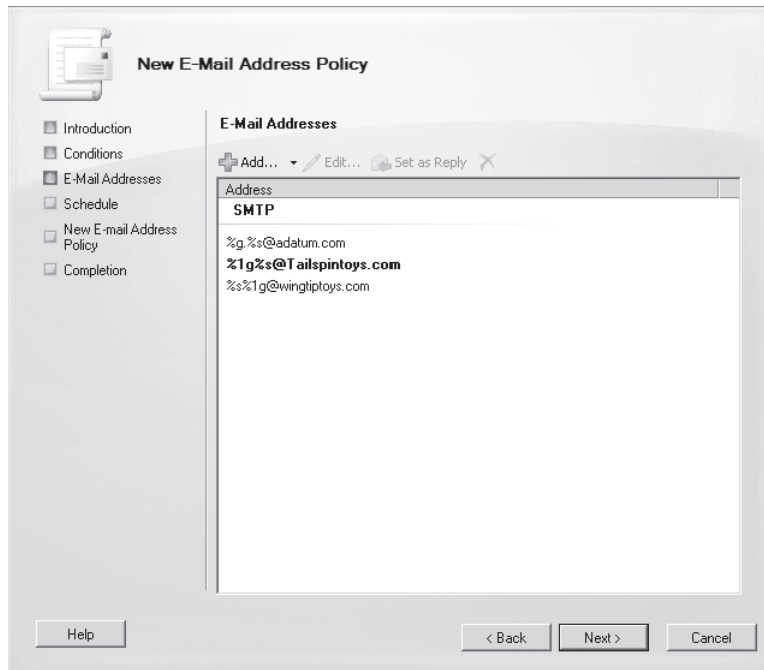 New E-Mail Address Policy
Introduction
Conditions
E-Mail Addresses
Schedule
New E-mail Address
Policy
Completion
E-Mail Addresses
Add...
Edit...
Set as Reply
Address
SMTP
%g.%s@adatum.com
%1g%s@Tailspintoys.com
%s%1g@wingtiptoys.com
Help
< Back
Next >
Cancel